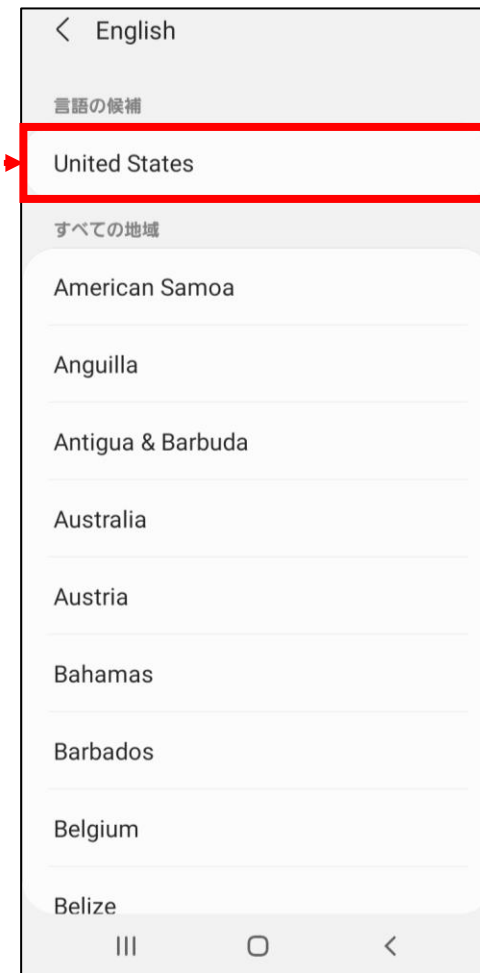 English
言語の候補
United States
すべての地域
American Samoa
Anguilla
Antigua & Barbuda
Australia
Austria
Bahamas
Barbados
Belgium
Belize